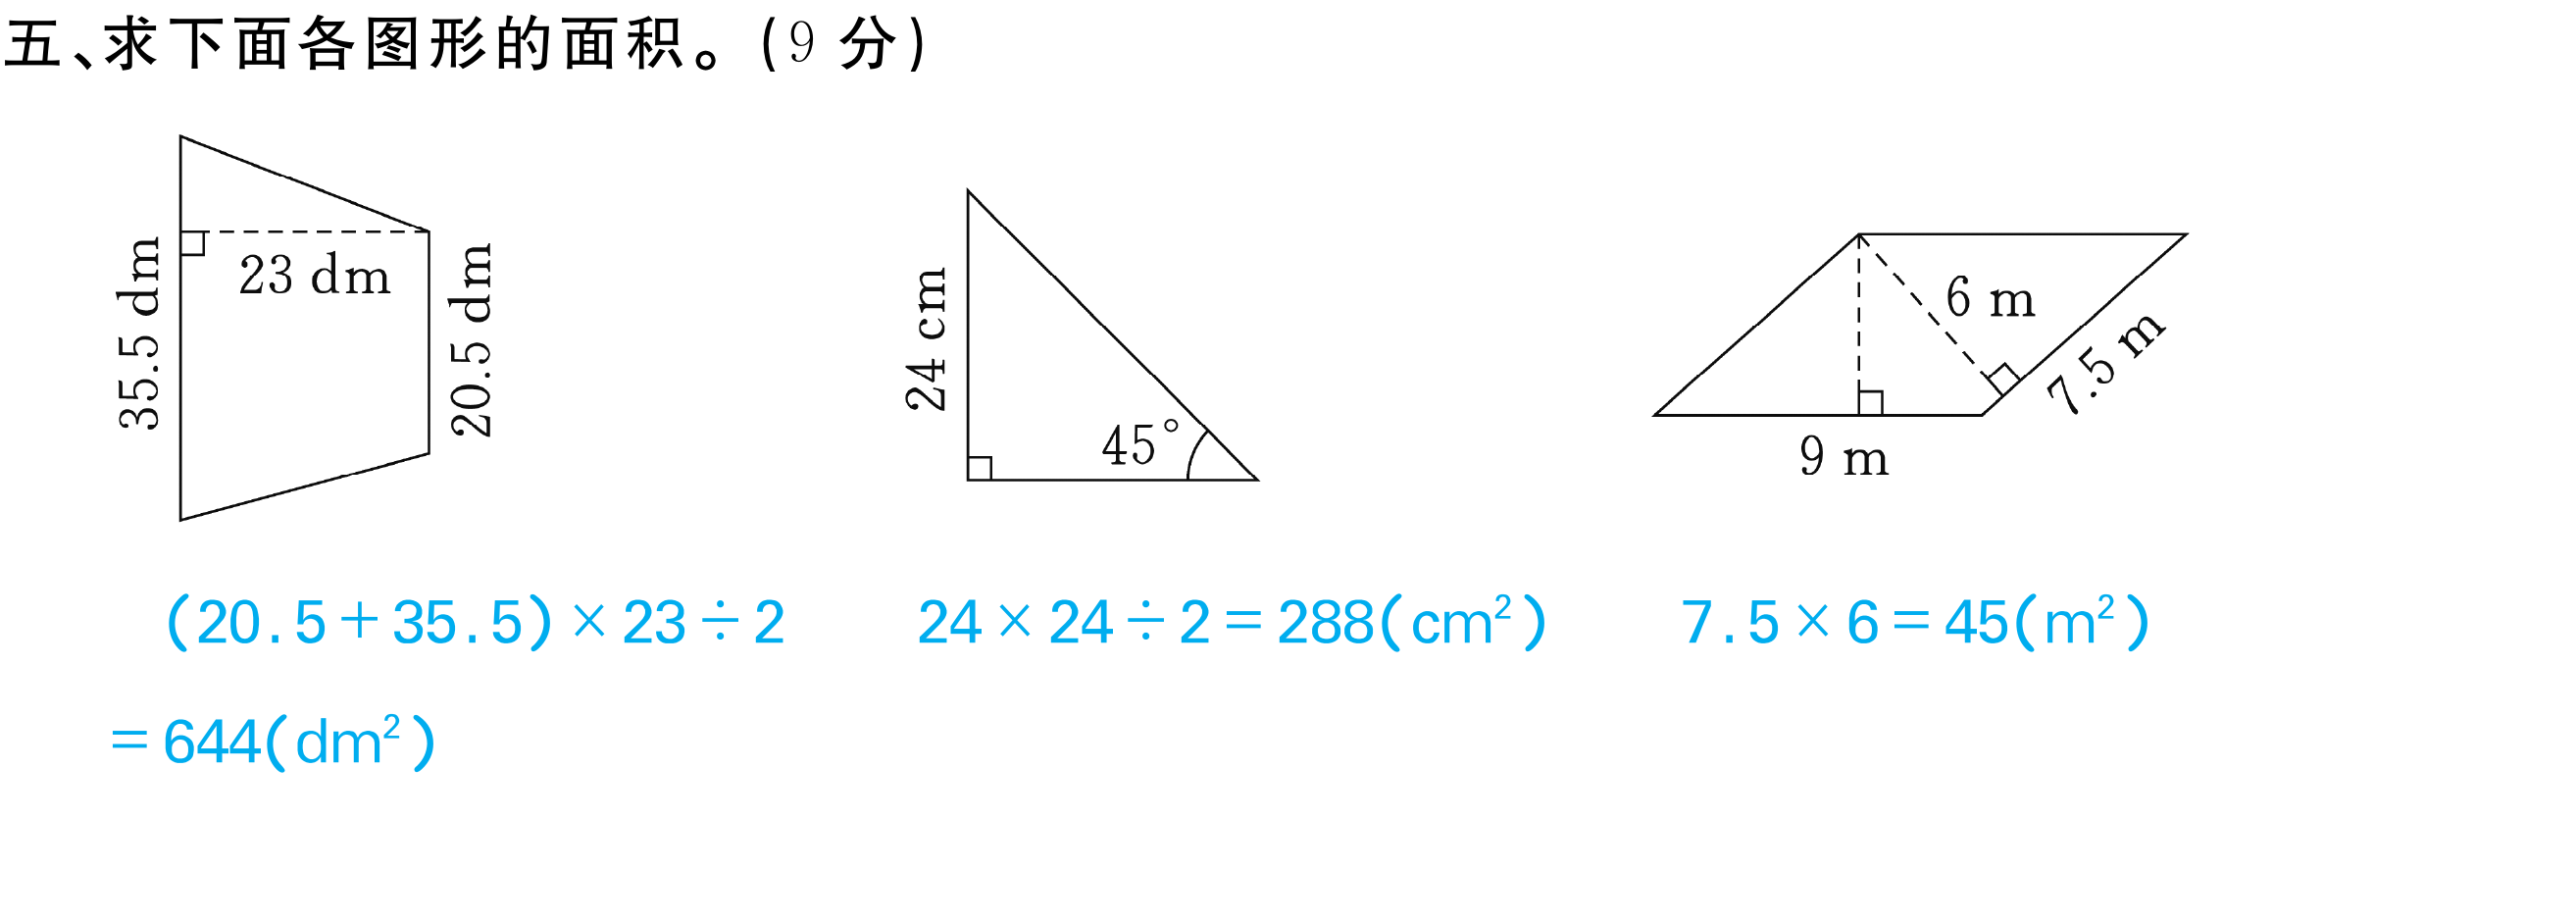 五、求下面各图形的面积。(9 分)
35.5 dm
23 dm
20.5 dm
24 cm
45°
6 m
7.5 m
9 m
(20.5+35.5)×23÷2
=644(dm²)
24×24÷2=288(cm²)
7.5×6=45(m²)